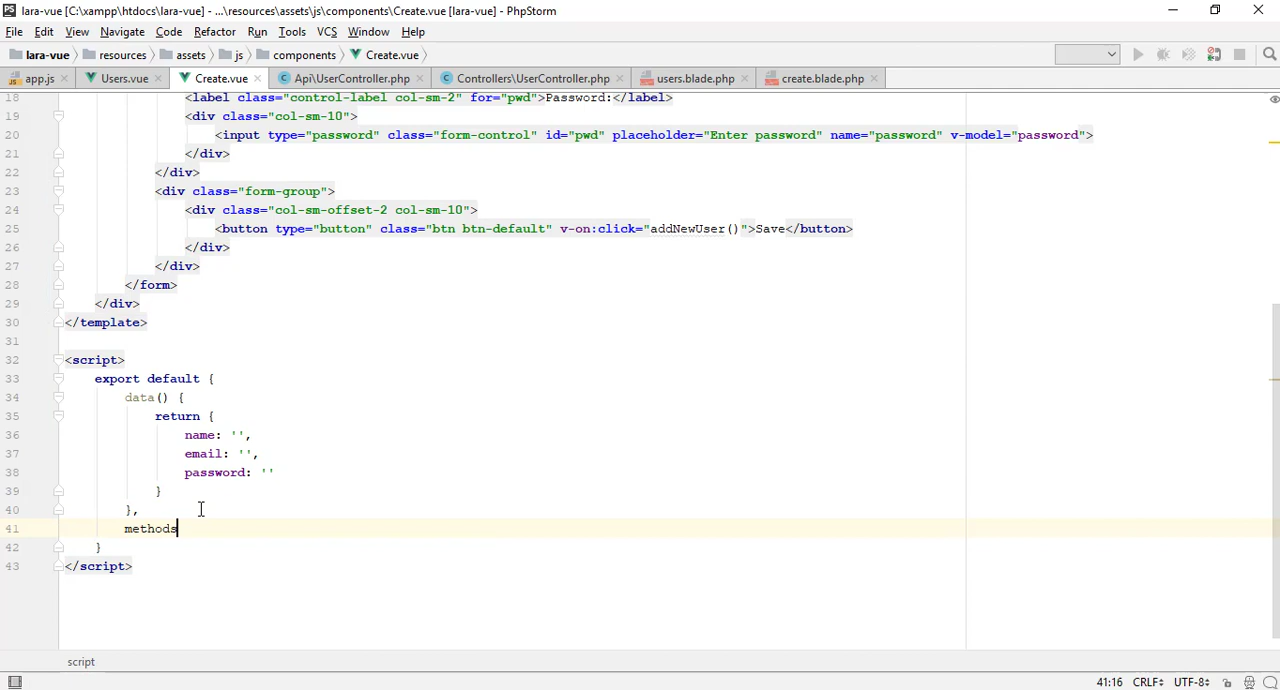 lara-vue [C:\xampp\htdocs\lara-vue] - ...\resources\assets\js\components\Create.vue [lara-vue] - PhpStorm
File Edit View Navigate Code Refactor Run Tools VCS Window Help
lara-vue resources assets js components Create.vue
app.js Users.vue Create.vue Api\UserController.php Controllers\UserController.php users.blade.php create.blade.php
18 <label class="control-label col-sm-2" for="pwd">Password:</label>
19 <div class="col-sm-10">
20 <input type="password" class="form-control" id="pwd" placeholder="Enter password" name="password" v-model="password">
21 </div>
22 </div>
23 <div class="form-group">
24 <div class="col-sm-offset-2 col-sm-10">
25 <button type="button" class="btn btn-default" v-on:click="addNewUser()">Save</button>
26 </div>
27 </div>
28 </form>
29 </div>
30 </template>
31
32 <script>
33 export default {
34 data() {
35 return {
36 name: '',
37 email: '',
38 password: ''
39 }
40 },
41 methods
42 }
43 </script>
script
41:16 CRLF UTF-8